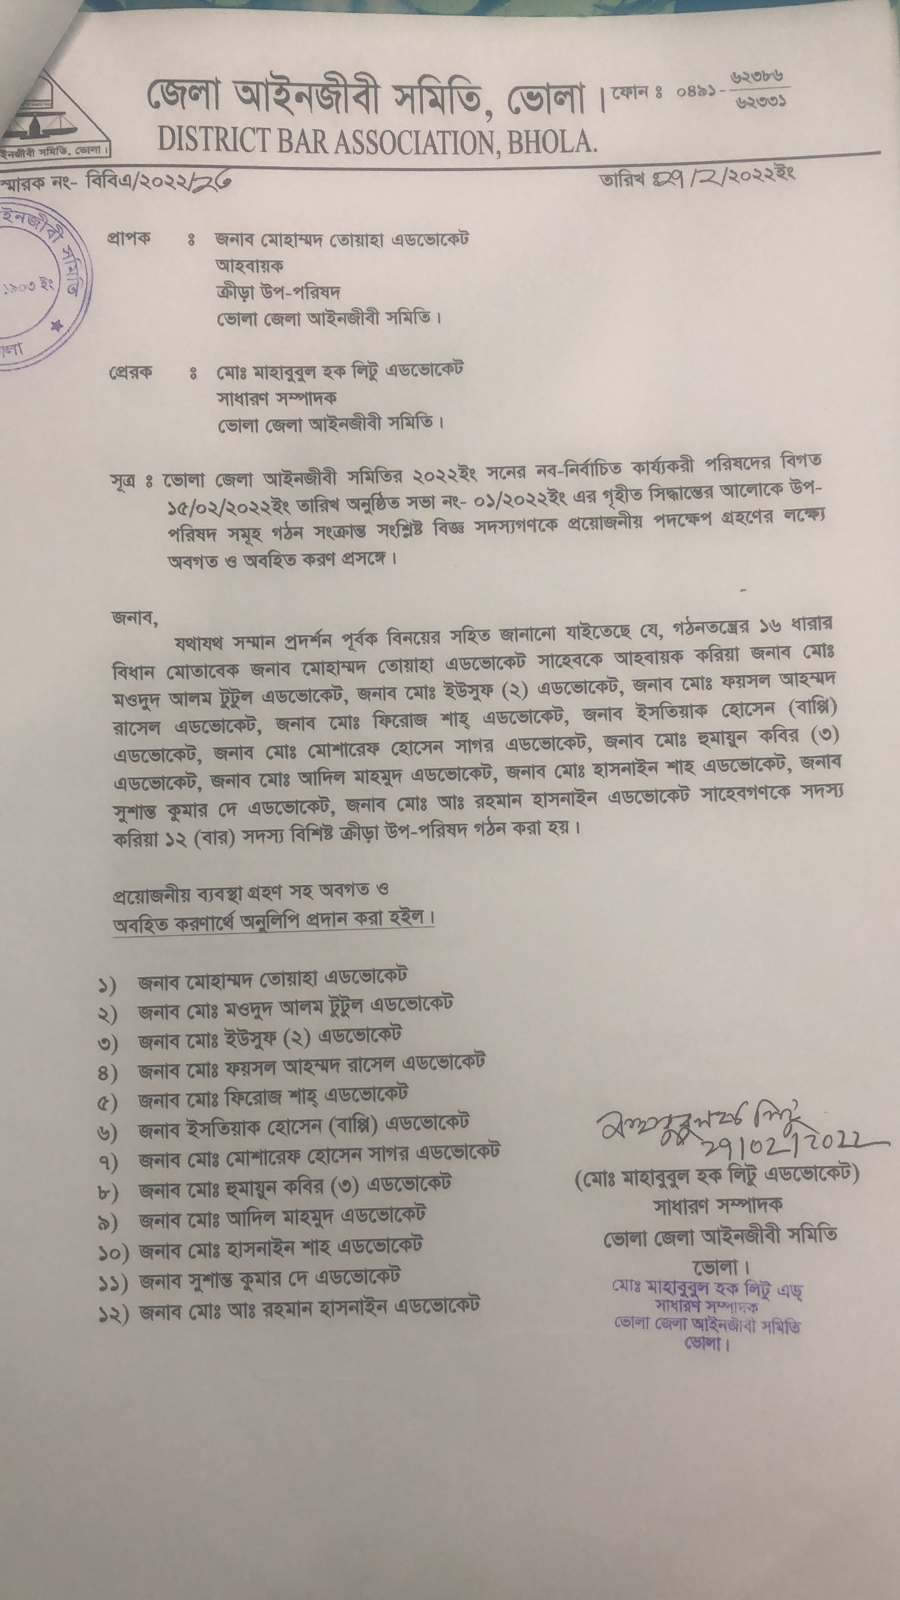 জেলা আইনজীবী সমিতি, ভোলা। ফোন ঃ ০৪৯১- ৬২৩৮৬
৬২৩৩১
DISTRICT BAR ASSOCIATION, BHOLA.
ইনজীবী সমিতি, ভোলা।
স্মারক নং- বিবিএ/২০২২/ তারিখ ঃ /২০২২ইং
ইনজীবী সমিতি
১৯০৩ ইং
লা
প্রাপক ঃ জনাব মোহাম্মদ তোয়াহা এডভোকেট
আহবায়ক
ক্রীড়া উপ-পরিষদ
ভোলা জেলা আইনজীবী সমিতি।
প্রেরক ঃ মোঃ মাহাবুবুল হক লিটু এডভোকেট
সাধারণ সম্পাদক
ভোলা জেলা আইনজীবী সমিতি।
সূত্র ঃ ভোলা জেলা আইনজীবী সমিতির ২০২২ইং সনের নব-নির্বাচিত কার্য্যকরী পরিষদের বিগত
১৫/০২/২০২২ইং তারিখ অনুষ্ঠিত সভা নং- ০১/২০২২ইং এর গৃহীত সিদ্ধান্তের আলোকে উপ-
পরিষদ সমূহ গঠন সংক্রান্ত সংশ্লিষ্ট বিজ্ঞ সদস্যগণকে প্রয়োজনীয় পদক্ষেপ গ্রহণের লক্ষ্যে
অবগত ও অবহিত করণ প্রসঙ্গে।
জনাব,
যথাযথ সম্মান প্রদর্শন পূর্বক বিনয়ের সহিত জানানো যাইতেছে যে, গঠনতন্ত্রের ১৬ ধারার
বিধান মোতাবেক জনাব মোহাম্মদ তোয়াহা এডভোকেট সাহেবকে আহবায়ক করিয়া জনাব মোঃ
মওদুদ আলম টুটুল এডভোকেট, জনাব মোঃ ইউসুফ (২) এডভোকেট, জনাব মোঃ ফয়সল আহম্মদ
রাসেল এডভোকেট, জনাব মোঃ ফিরোজ শাহ্ এডভোকেট, জনাব ইসতিয়াক হোসেন (বাপ্পি)
এডভোকেট, জনাব মোঃ মোশারেফ হোসেন সাগর এডভোকেট, জনাব মোঃ হুমায়ুন কবির (৩)
এডভোকেট, জনাব মোঃ আদিল মাহমুদ এডভোকেট, জনাব মোঃ হাসনাইন শাহ এডভোকেট, জনাব
সুশান্ত কুমার দে এডভোকেট, জনাব মোঃ আঃ রহমান হাসনাইন এডভোকেট সাহেবগণকে সদস্য
করিয়া ১২ (বার) সদস্য বিশিষ্ট ক্রীড়া উপ-পরিষদ গঠন করা হয়।
প্রয়োজনীয় ব্যবস্থা গ্রহণ সহ অবগত ও
অবহিত করণার্থে অনুলিপি প্রদান করা হইল।
১) জনাব মোহাম্মদ তোয়াহা এডভোকেট
২) জনাব মোঃ মওদুদ আলম টুটুল এডভোকেট
৩) জনাব মোঃ ইউসুফ (২) এডভোকেট
৪) জনাব মোঃ ফয়সল আহম্মদ রাসেল এডভোকেট
৫) জনাব মোঃ ফিরোজ শাহ্ এডভোকেট
৬) জনাব ইসতিয়াক হোসেন (বাপ্পি) এডভোকেট
৭) জনাব মোঃ মোশারেফ হোসেন সাগর এডভোকেট
৮) জনাব মোঃ হুমায়ুন কবির (৩) এডভোকেট
৯) জনাব মোঃ আদিল মাহমুদ এডভোকেট
১০) জনাব মোঃ হাসনাইন শাহ এডভোকেট
১১) জনাব সুশান্ত কুমার দে এডভোকেট
১২) জনাব মোঃ আঃ রহমান হাসনাইন এডভোকেট
লিটু
২৭/০২/২০২২
(মোঃ মাহাবুবুল হক লিটু এডভোকেট)
সাধারণ সম্পাদক
ভোলা জেলা আইনজীবী সমিতি
ভোলা।
মোঃ মাহাবুবুল হক লিটু এড্
সাধারণ সম্পাদক
ভোলা জেলা আইনজীবী সমিতি
ভোলা।